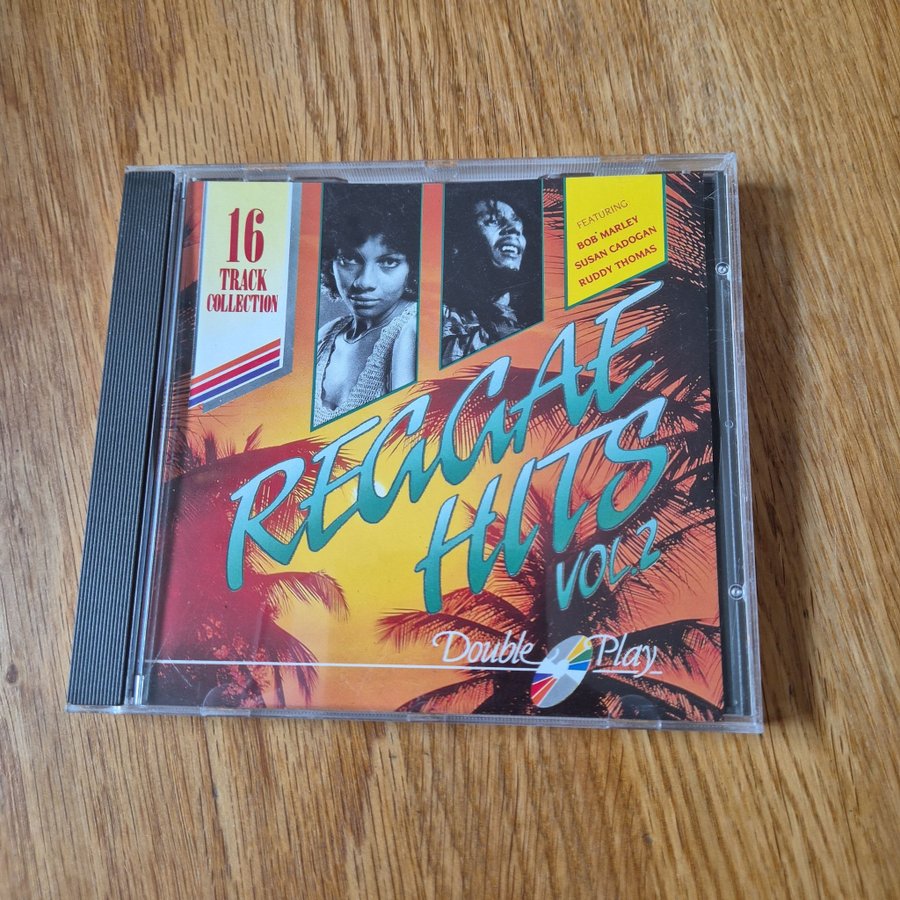 16
TRACK
COLLECTION
FEATURING
BOB MARLEY
SUSAN CADOGAN
RUDDY THOMAS
REGGAE
HITS
VOL.2
Double Play